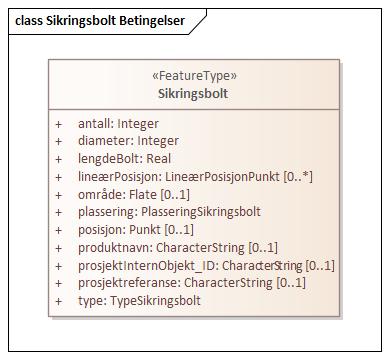 class Sikringsbolt Betingelser
«FeatureType»
Sikringsbolt
+ antall: Integer
+ diameter: Integer
+ lengdeBolt: Real
+ lineærPosisjon: LineærPosisjonPunkt [0..*]
+ område: Flate [0..1]
+ plassering: PlasseringSikringsbolt
+ posisjon: Punkt [0..1]
+ produktnavn: CharacterString [0..1]
+ prosjektInternObjekt_ID: CharacterString [0..1]
+ prosjektreferanse: CharacterString [0..1]
+ type: TypeSikringsbolt